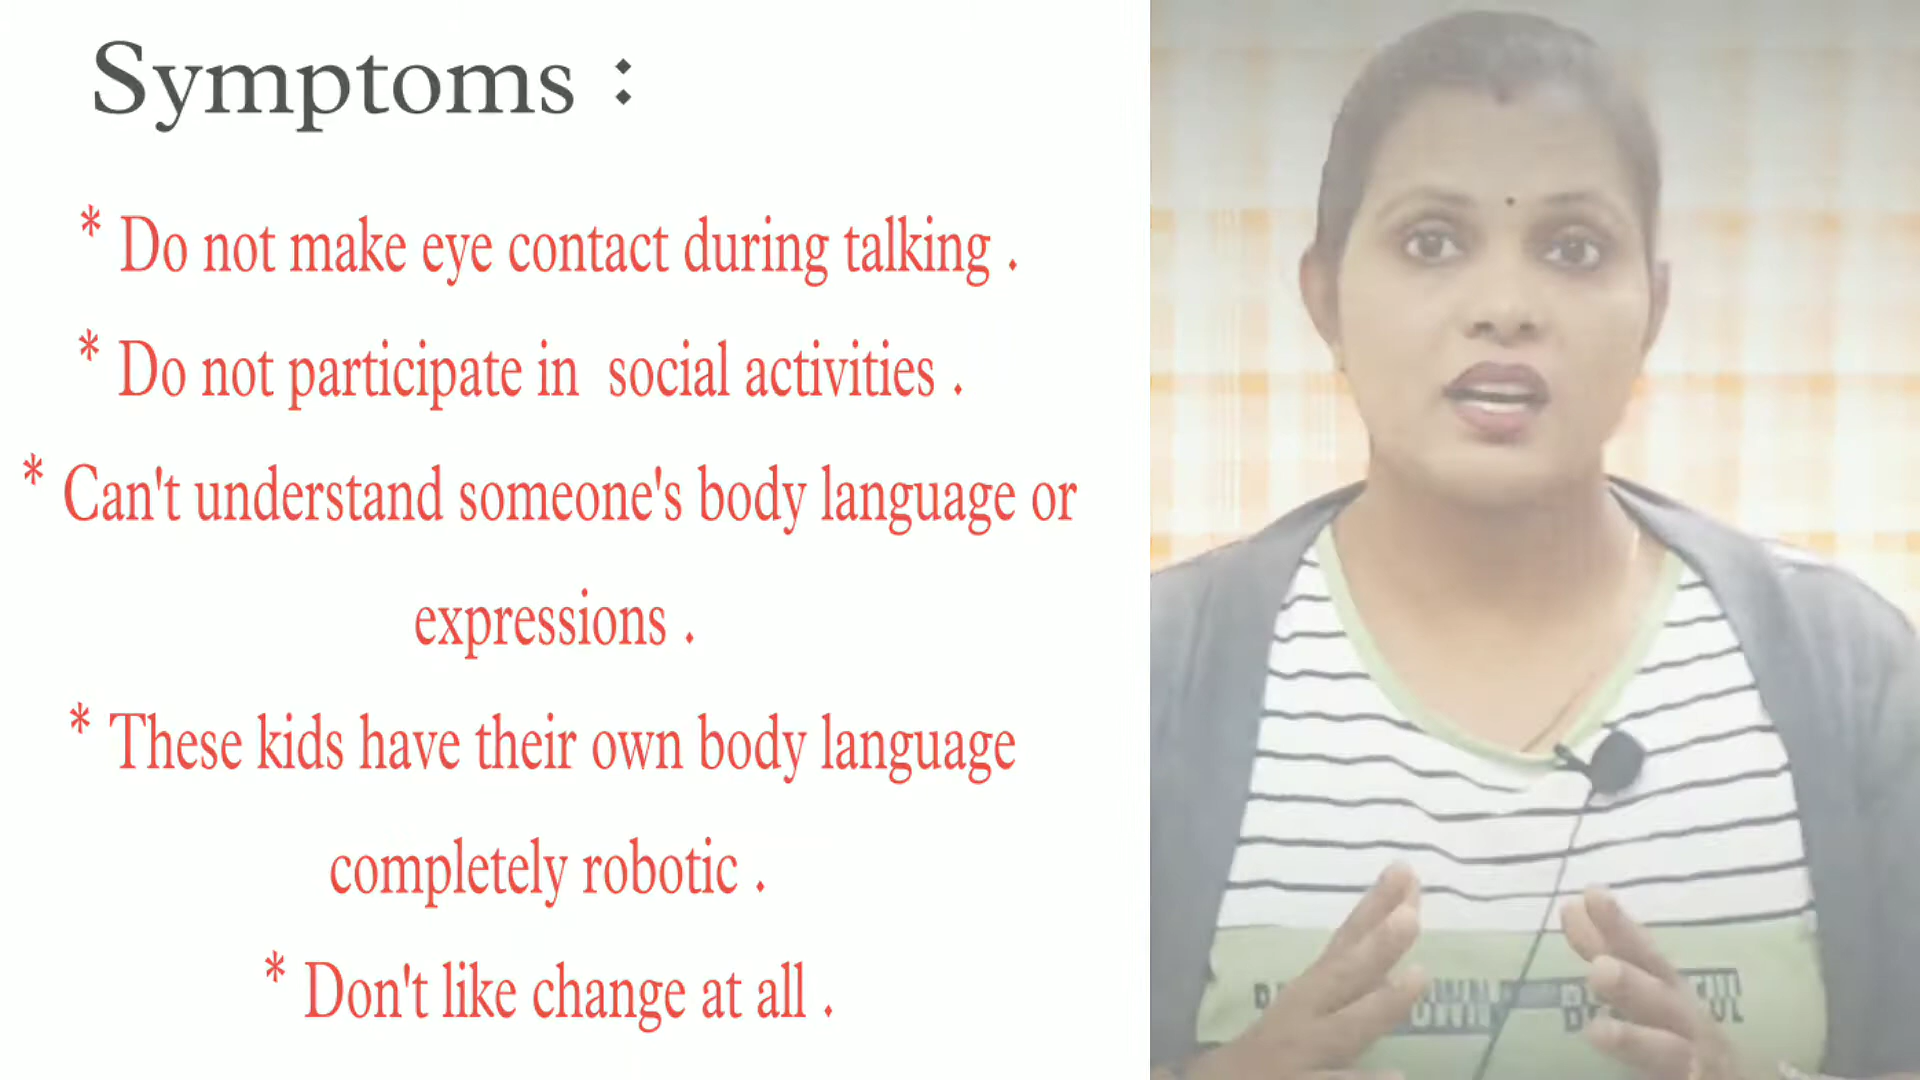 Symptoms :
* Do not make eye contact during talking .
* Do not participate in social activities .
* Can't understand someone's body language or
expressions .
* These kids have their own body language
completely robotic .
* Don't like change at all .